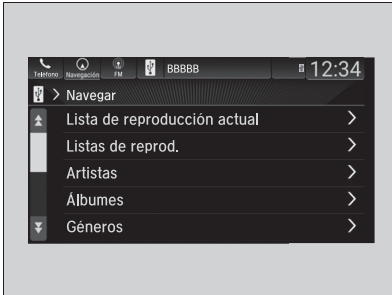 Teléfono Navegación FM BBBBB 12:34
Navegar
Lista de reproducción actual
Listas de reprod.
Artistas
Álbumes
Géneros